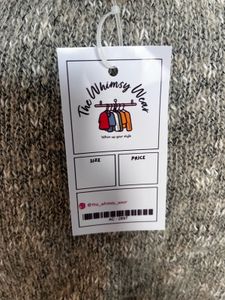 The Whimsy Wear
Whim up your style
SIZE
PRICE
@the_whimsy_wear